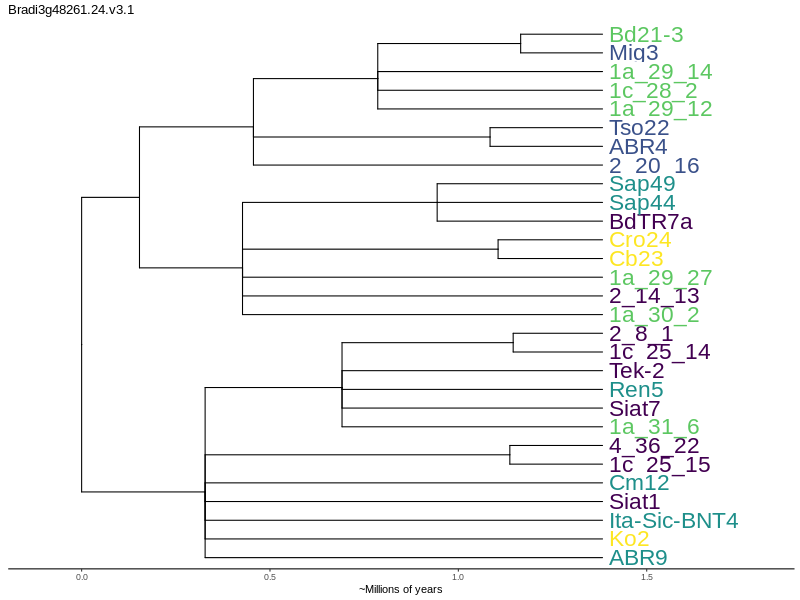 Bradi3g48261.24.v3.1
Bd21-3
Mig3
1a_29_14
1c_28_2
1a_29_12
Tso22
ABR4
2_20_16
Sap49
Sap44
BdTR7a
Cro24
Cb23
1a_29_27
2_14_13
1a_30_2
2_8_1
1c_25_14
Tek-2
Ren5
Siat7
1a_31_6
4_36_22
1c_25_15
Cm12
Siat1
Ita-Sic-BNT4
Ko2
ABR9
0.0 0.5 1.0 1.5
~Millions of years